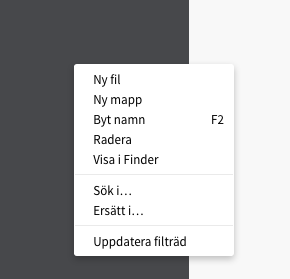 Ny fil
Ny mapp
Byt namn F2
Radera
Visa i Finder
Sök i…
Ersätt i…
Uppdatera filträd